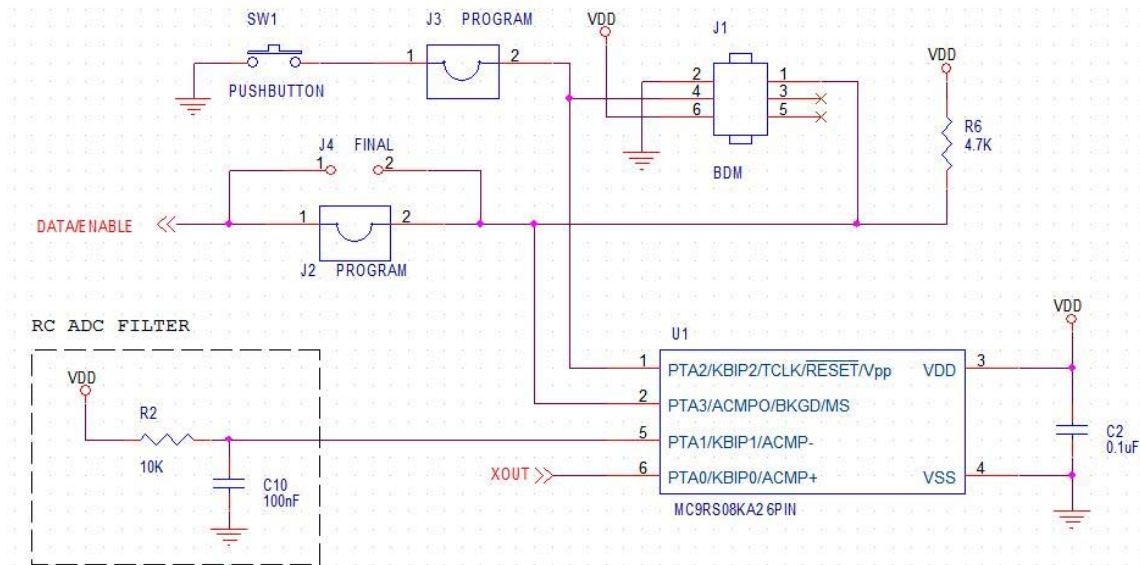 SW1
J3 PROGRAM
VDD
J1
1
2
PUSHBUTTON
2
4
6
1
3
5
VDD
R6
4.7K
J4 FINAL
1
2
BDM
DATA/ENABLE
1
2
J2 PROGRAM
RC ADC FILTER
VDD
R2
10K
C10
100nF
U1
VDD
1
PTA2/KBIP2/TCLK/RESET/Vpp
VDD
3
2
PTA3/ACMPO/BKGD/MS
5
PTA1/KBIP1/ACMP-
C2
0.1uF
XOUT
6
PTA0/KBIP0/ACMP+
VSS
4
MC9RS08KA2 6PIN